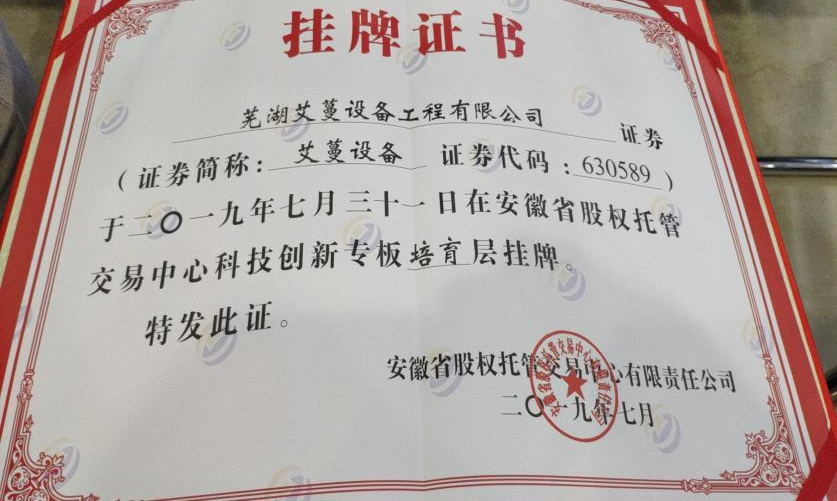 挂牌证书
芜湖艾蔓设备工程有限公司 证券
(证券简称: 艾蔓设备 证券代码: 630589)
于二〇一九年七月三十一日在安徽省股权托管
交易中心科技创新专板培育层挂牌。
特发此证。
安徽省股权托管交易中心有限责任公司
二〇一九年七月